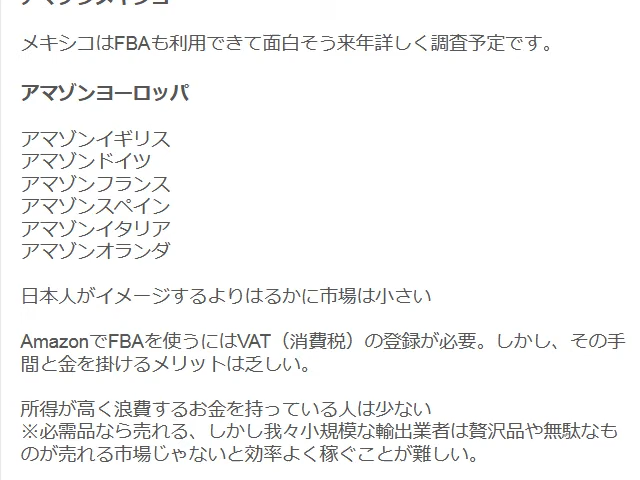 アマゾンメキシコ
メキシコはFBAも利用できて面白そう来年詳しく調査予定です。
アマゾンヨーロッパ
アマゾンイギリス
アマゾンドイツ
アマゾンフランス
アマゾンスペイン
アマゾンイタリア
アマゾンオランダ
日本人がイメージするよりはるかに市場は小さい
AmazonでFBAを使うにはVAT（消費税）の登録が必要。しかし、その手
間と金を掛けるメリットは乏しい。
所得が高く浪費するお金を持っている人は少ない
※必需品なら売れる、しかし我々小規模な輸出業者は贅沢品や無駄なも
のが売れる市場じゃないと効率よく稼ぐことが難しい。